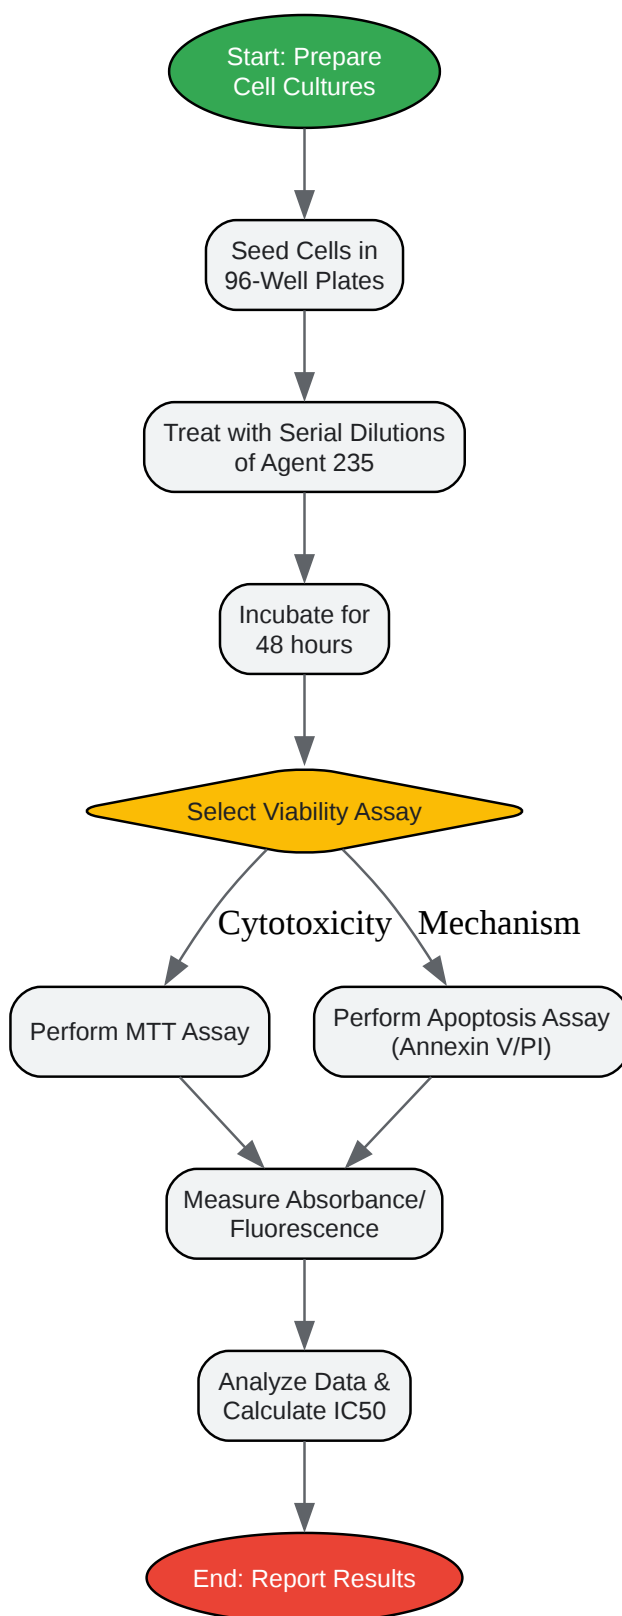 Start: Prepare
Cell Cultures
Seed Cells in
96-Well Plates
Treat with Serial Dilutions
of Agent 235
Incubate for
48 hours
Select Viability Assay
Cytotoxicity
Mechanism
Perform MTT Assay
Perform Apoptosis Assay
(Annexin V/PI)
Measure Absorbance/
Fluorescence
Analyze Data &
Calculate IC50
End: Report Results